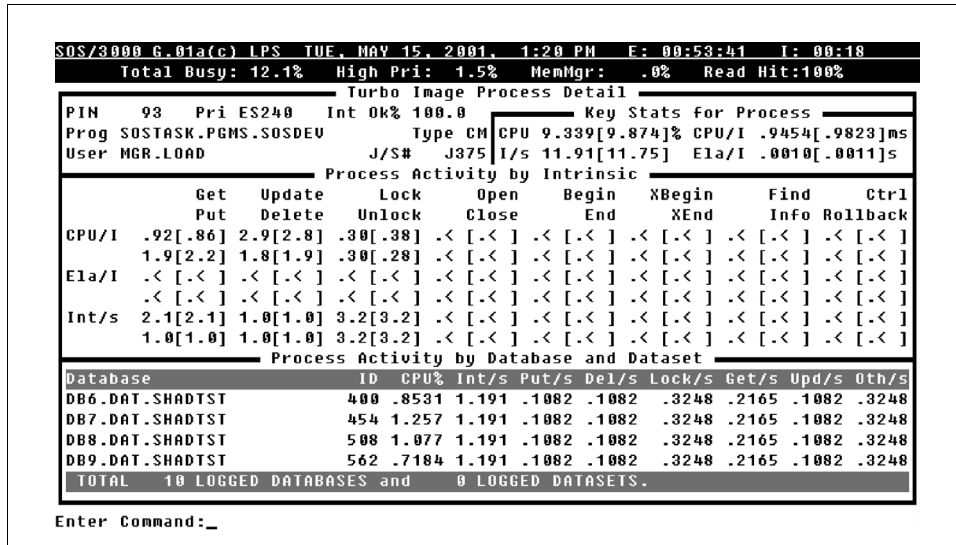 SOS/3000 G.01a(c) LPS  TUE, MAY 15, 2001,  1:20 PM  E: 00:53:41  I: 00:18
Total Busy: 12.1%  High Pri:  1.5%  MemMgr:  .0%  Read Hit:100%
Turbo Image Process Detail
PIN   93   Pri ES240   Int Ok% 100.0   Key Stats for Process
Prog SOSTASK.PGMS.SOSDEV   Type CM CPU 9.339[9.874]% CPU/I .9454[.9823]ms
User MGR.LOAD   J/S#  J375 I/s 11.91[11.75]  Ela/I .0010[.0011]s
Process Activity by Intrinsic
Get Update Lock Open Begin XBegin Find Ctrl
Put Delete Unlock Close End XEnd Info Rollback
CPU/I .92[.86] 2.9[2.8] .30[.38] .< [.< ] .< [.< ] .< [.< ] .< [.< ] .< [.< ]
1.9[2.2] 1.8[1.9] .30[.28] .< [.< ] .< [.< ] .< [.< ] .< [.< ] .< [.< ]
Ela/I .< [.< ] .< [.< ] .< [.< ] .< [.< ] .< [.< ] .< [.< ] .< [.< ] .< [.< ]
.< [.< ] .< [.< ] .< [.< ] .< [.< ] .< [.< ] .< [.< ] .< [.< ] .< [.< ]
Int/s 2.1[2.1] 1.0[1.0] 3.2[3.2] .< [.< ] .< [.< ] .< [.< ] .< [.< ] .< [.< ]
1.0[1.0] 1.0[1.0] 3.2[3.2] .< [.< ] .< [.< ] .< [.< ] .< [.< ] .< [.< ]
Process Activity by Database and Dataset
Database ID CPU% Int/s Put/s Del/s Lock/s Get/s Upd/s Oth/s
DB6.DAT.SHADTST 400 .8531 1.191 .1082 .1082 .3248 .2165 .1082 .3248
DB7.DAT.SHADTST 454 1.257 1.191 .1082 .1082 .3248 .2165 .1082 .3248
DB8.DAT.SHADTST 508 1.077 1.191 .1082 .1082 .3248 .2165 .1082 .3248
DB9.DAT.SHADTST 562 .7184 1.191 .1082 .1082 .3248 .2165 .1082 .3248
TOTAL 10 LOGGED DATABASES and 0 LOGGED DATASETS.
Enter Command:_